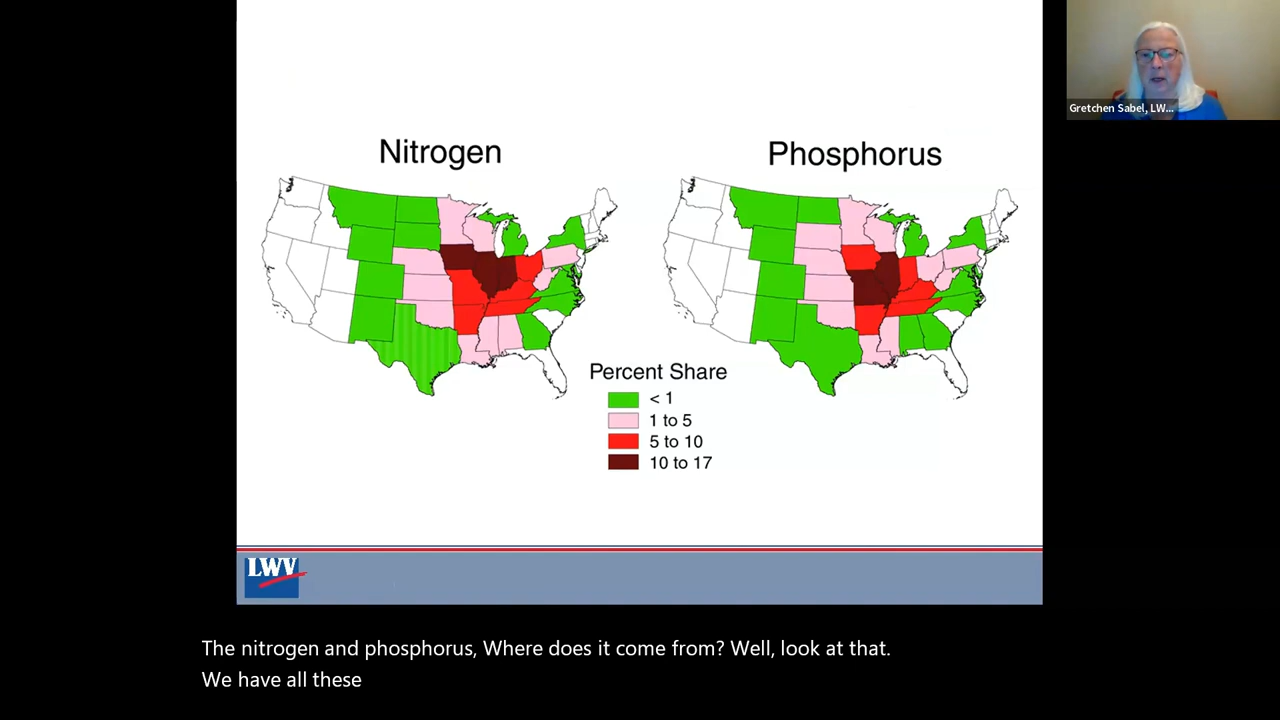 Gretchen Sabel, LW...
Nitrogen
Phosphorus
Percent Share
< 1
1 to 5
5 to 10
10 to 17
LWV
The nitrogen and phosphorus, Where does it come from? Well, look at that.
We have all these